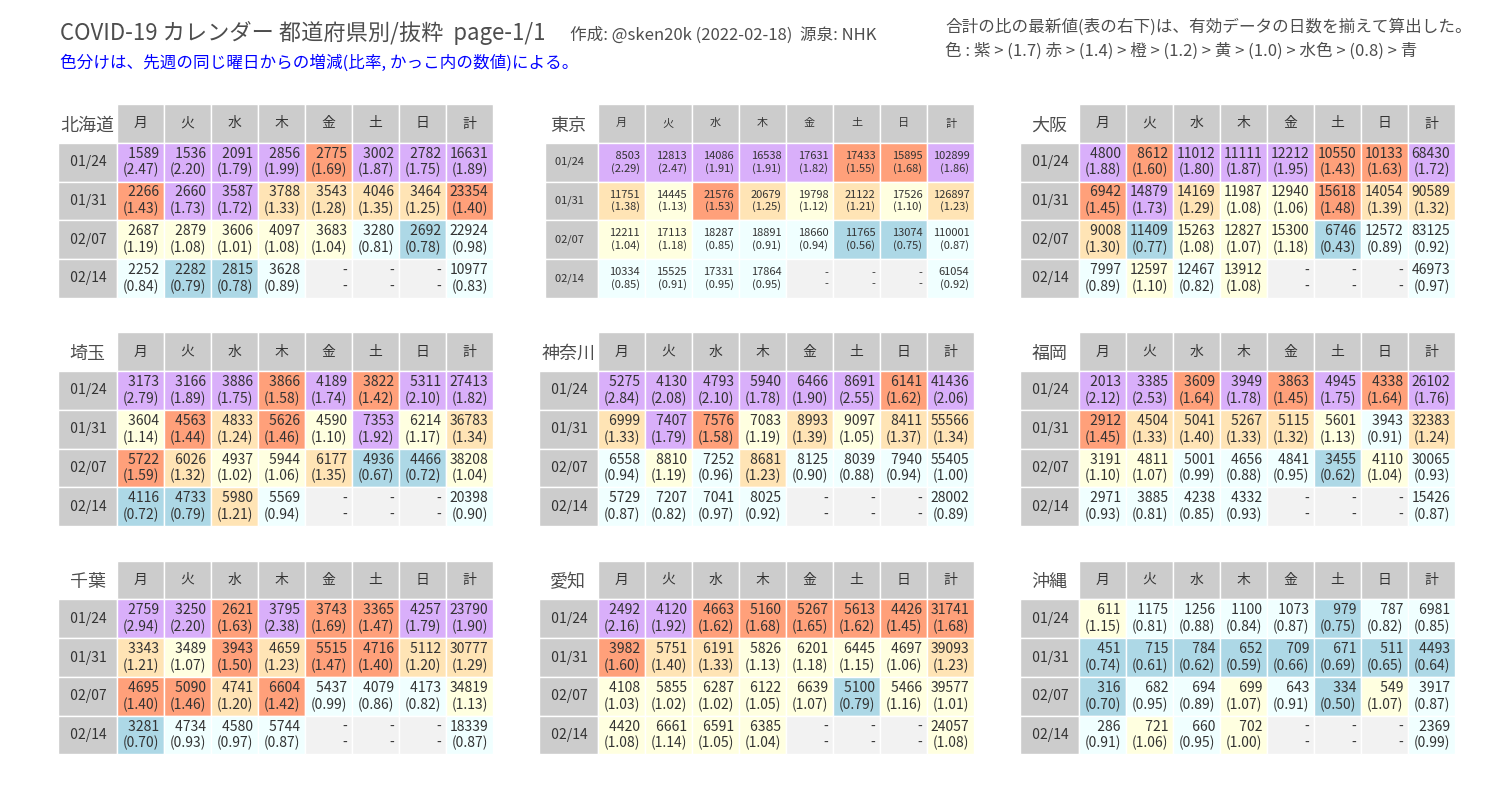 COVID-19 カレンダー 都道府県別/抜粋 page-1/1 作成: @sken20k (2022-02-18) 源泉: NHK
合計の比の最新値(表の右下)は、有効データの日数を揃えて算出した。
色分けは、先週の同じ曜日からの増減(比率, かっこ内の数値)による。
色 : 紫 > (1.7) 赤 > (1.4) > 橙 > (1.2) > 黄 > (1.0) > 水色 > (0.8) > 青
北海道 月 火 水 木 金 土 日 計
01/24 1589 1536 2091 2856 2775 3002 2782 16631
(2.47) (2.20) (1.79) (1.99) (1.69) (1.87) (1.75) (1.89)
01/31 2266 2660 3587 3788 3543 4046 3464 23354
(1.43) (1.73) (1.72) (1.33) (1.28) (1.35) (1.25) (1.40)
02/07 2687 2879 3606 4097 3683 3280 2692 22924
(1.19) (1.08) (1.01) (1.08) (1.04) (0.81) (0.78) (0.98)
02/14 2252 2282 2815 3628 - - - 10977
(0.84) (0.79) (0.78) (0.89) - - - (0.83)
東京 月 火 水 木 金 土 日 計
01/24 8503 12813 14086 16538 17631 17433 15895 102899
(2.29) (2.47) (1.91) (1.91) (1.82) (1.55) (1.68) (1.86)
01/31 11751 14445 21576 20679 19798 21122 17526 126897
(1.38) (1.13) (1.53) (1.25) (1.12) (1.21) (1.10) (1.23)
02/07 12211 17113 18287 18891 18660 11765 13074 110001
(1.04) (1.18) (0.85) (0.91) (0.94) (0.56) (0.75) (0.87)
02/14 10334 15525 17331 17864 - - - 61054
(0.85) (0.91) (0.95) (0.95) - - - (0.92)
大阪 月 火 水 木 金 土 日 計
01/24 4800 8612 11012 11111 12212 10550 10133 68430
(1.88) (1.60) (1.80) (1.87) (1.95) (1.43) (1.63) (1.72)
01/31 6942 14879 14169 11987 12940 15618 14054 90589
(1.45) (1.73) (1.29) (1.08) (1.06) (1.48) (1.39) (1.32)
02/07 9008 11409 15263 12827 15300 6746 12572 83125
(1.30) (0.77) (1.08) (1.07) (1.18) (0.43) (0.89) (0.92)
02/14 7997 12597 12467 13912 - - - 46973
(0.89) (1.10) (0.82) (1.08) - - - (0.97)
埼玉 月 火 水 木 金 土 日 計
01/24 3173 3166 3886 3866 4189 3822 5311 27413
(2.79) (1.89) (1.75) (1.58) (1.74) (1.42) (2.10) (1.82)
01/31 3604 4563 4833 5626 4590 7353 6214 36783
(1.14) (1.44) (1.24) (1.46) (1.10) (1.92) (1.17) (1.34)
02/07 5722 6026 4937 5944 6177 4936 4466 38208
(1.59) (1.32) (1.02) (1.06) (1.35) (0.67) (0.72) (1.04)
02/14 4116 4733 5980 5569 - - - 20398
(0.72) (0.79) (1.21) (0.94) - - - (0.90)
神奈川 月 火 水 木 金 土 日 計
01/24 5275 4130 4793 5940 6466 8691 6141 41436
(2.84) (2.08) (2.10) (1.78) (1.90) (2.55) (1.62) (2.06)
01/31 6999 7407 7576 7083 8993 9097 8411 55566
(1.33) (1.79) (1.58) (1.19) (1.39) (1.05) (1.37) (1.34)
02/07 6558 8810 7252 8681 8125 8039 7940 55405
(0.94) (1.19) (0.96) (1.23) (0.90) (0.88) (0.94) (1.00)
02/14 5729 7207 7041 8025 - - - 28002
(0.87) (0.82) (0.97) (0.92) - - - (0.89)
福岡 月 火 水 木 金 土 日 計
01/24 2013 3385 3609 3949 3863 4945 4338 26102
(2.12) (2.53) (1.64) (1.78) (1.45) (1.75) (1.64) (1.76)
01/31 2912 4504 5041 5267 5115 5601 3943 32383
(1.45) (1.33) (1.40) (1.33) (1.32) (1.13) (0.91) (1.24)
02/07 3191 4811 5001 4656 4841 3455 4110 30065
(1.10) (1.07) (0.99) (0.88) (0.95) (0.62) (1.04) (0.93)
02/14 2971 3885 4238 4332 - - - 15426
(0.93) (0.81) (0.85) (0.93) - - - (0.87)
千葉 月 火 水 木 金 土 日 計
01/24 2759 3250 2621 3795 3743 3365 4257 23790
(2.94) (2.20) (1.63) (2.38) (1.69) (1.47) (1.79) (1.90)
01/31 3343 3489 3943 4659 5515 4716 5112 30777
(1.21) (1.07) (1.50) (1.23) (1.47) (1.40) (1.20) (1.29)
02/07 4695 5090 4741 6604 5437 4079 4173 34819
(1.40) (1.46) (1.20) (1.42) (0.99) (0.86) (0.82) (1.13)
02/14 3281 4734 4580 5744 - - - 18339
(0.70) (0.93) (0.97) (0.87) - - - (0.87)
愛知 月 火 水 木 金 土 日 計
01/24 2492 4120 4663 5160 5267 5613 4426 31741
(2.16) (1.92) (1.62) (1.68) (1.65) (1.62) (1.45) (1.68)
01/31 3982 5751 6191 5826 6201 6445 4697 39093
(1.60) (1.40) (1.33) (1.13) (1.18) (1.15) (1.06) (1.23)
02/07 4108 5855 6287 6122 6639 5100 5466 39577
(1.03) (1.02) (1.02) (1.05) (1.07) (0.79) (1.16) (1.01)
02/14 4420 6661 6591 6385 - - - 24057
(1.08) (1.14) (1.05) (1.04) - - - (1.08)
沖縄 月 火 水 木 金 土 日 計
01/24 611 1175 1256 1100 1073 979 787 6981
(1.15) (0.81) (0.88) (0.84) (0.87) (0.75) (0.82) (0.85)
01/31 451 715 784 652 709 671 511 4493
(0.74) (0.61) (0.62) (0.59) (0.66) (0.69) (0.65) (0.64)
02/07 316 682 694 699 643 334 549 3917
(0.70) (0.95) (0.89) (1.07) (0.91) (0.50) (1.07) (0.87)
02/14 286 721 660 702 - - - 2369
(0.91) (1.06) (0.95) (1.00) - - - (0.99)